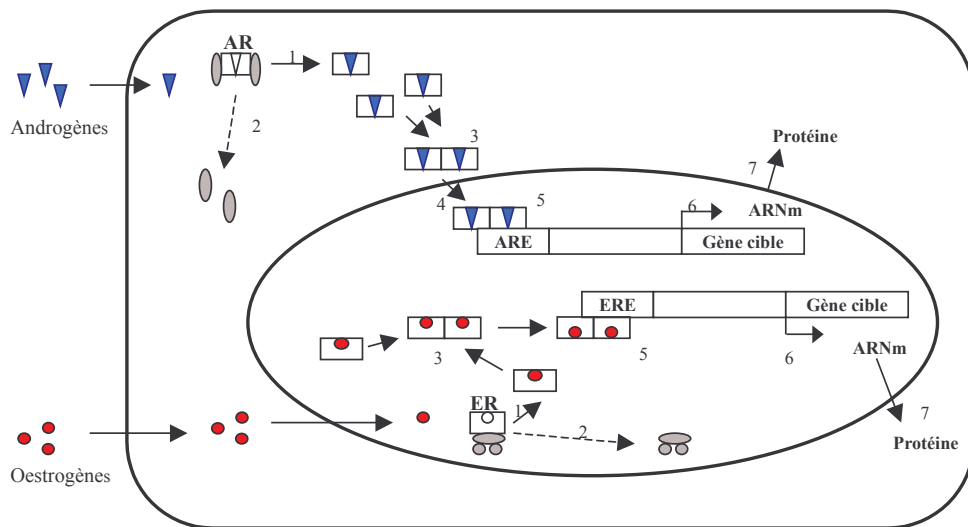 AR
1
Androgènes
2
3
Protéine
7
4
5
6
ARNm
ARE
Gène cible
ERE
Gène cible
3
5
6
ARNm
ER
1
2
7
Protéine
Oestrogènes